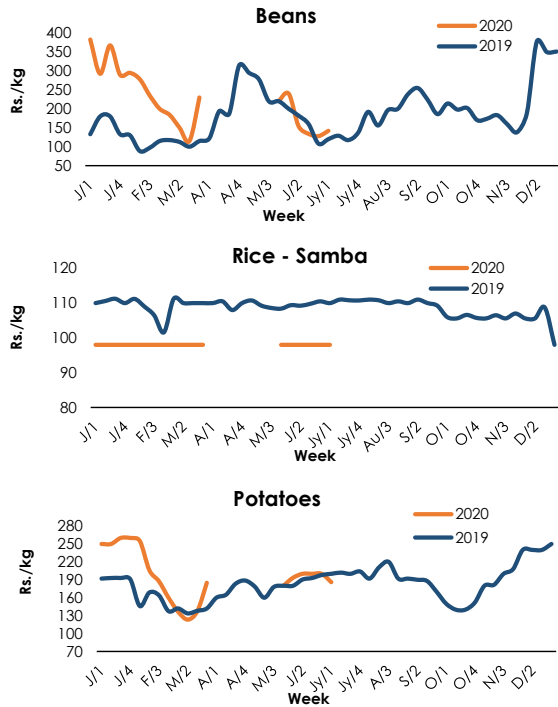 Beans
2020
2019
Rs./kg
400
350
300
250
200
150
100
50
J/1
J/4
F/3
M/2
A/1
A/4
M/3
J/2
Jy/1
Jy/4
Au/3
S/2
O/1
O/4
N/3
D/2
Week
Rice - Samba
2020
2019
Rs./kg
120
110
100
90
80
J/1
J/4
F/3
M/2
A/1
A/4
M/3
J/2
Jy/1
Jy/4
Au/3
S/2
O/1
O/4
N/3
D/2
Week
Potatoes
2020
2019
Rs./kg
280
250
220
190
160
130
100
70
J/1
J/4
F/3
M/2
A/1
A/4
M/3
J/2
Jy/1
Jy/4
Au/3
S/2
O/1
O/4
N/3
D/2
Week